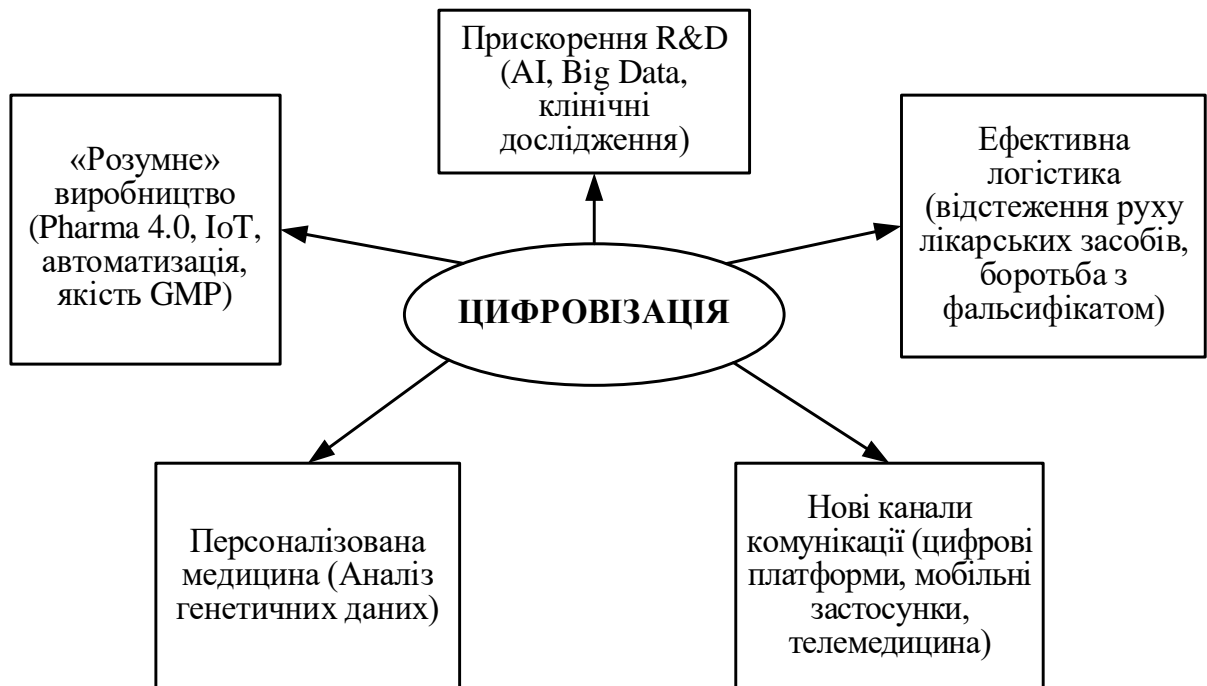 Прискорення R&D
(AI, Big Data,
клінічні
дослідження)
«Розумне»
виробництво
(Pharma 4.0, IoT,
автоматизація,
якість GMP)
Ефективна
логістика
(відстеження руху
лікарських засобів,
боротьба з
фальсифікатом)
ЦИФРОВІЗАЦІЯ
Персоналізована
медицина (Аналіз
генетичних даних)
Нові канали
комунікації (цифрові
платформи, мобільні
застосунки,
телемедицина)